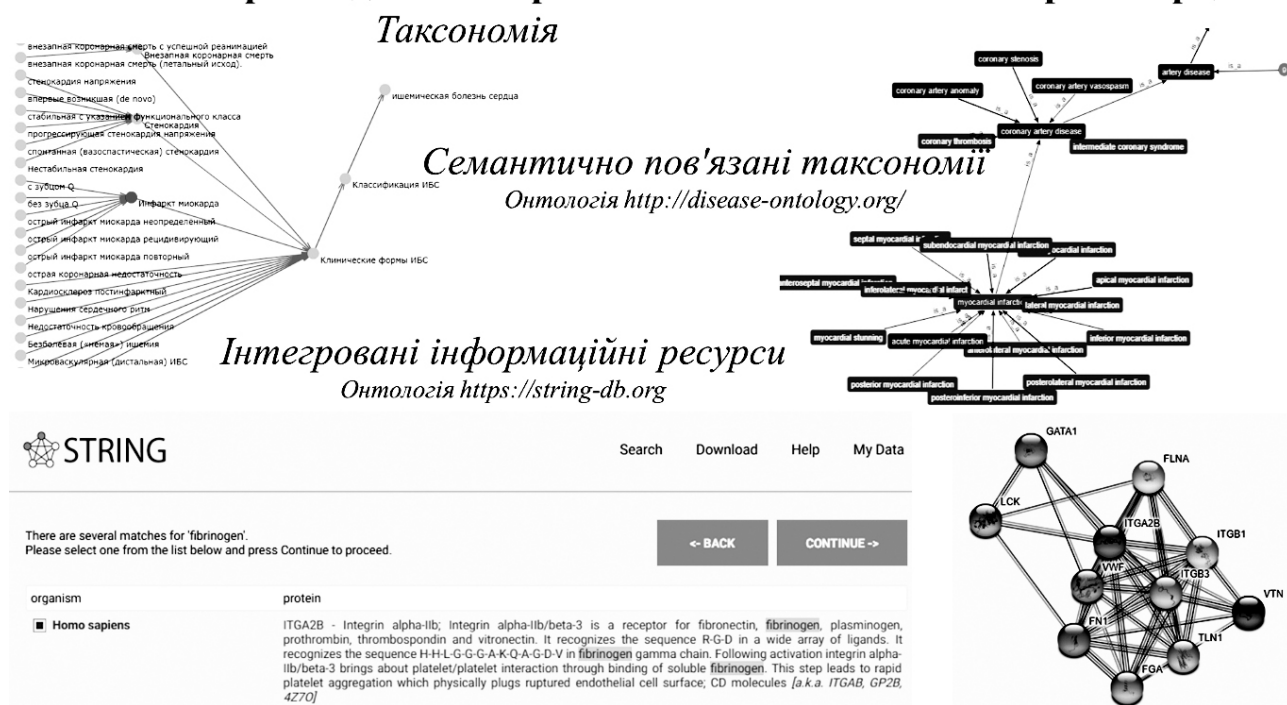 Таксономія
внезапная коронарная смерть с успешной реанимацией
Внезапная коронарная смерть
внезапная коронарная смерть (летальный исход).
стенокардия напряжения
впервые возникшая (de novo)
стабильная с указанием функционального класса
Стенокардия
прогрессирующая стенокардия напряжения
спонтанная (вазоспастическая) стенокардия
Нестабильная стенокардия
с зубцом Q
без зубца Q
Инфаркт миокарда
острый инфаркт миокарда неопределенный
острый инфаркт миокарда рецидивирующий
острый инфаркт миокарда повторный
острая коронарная недостаточность
Кардиосклероз постинфарктный
Нарушения сердечного ритм
Недостаточность кровообращения
Безболевая («немая») ишемия
Микроваскулярная (дистальная) ИБС
ишемическая болезнь сердца
Классификация ИБС
Клинические формы ИБС
Семантично пов'язані таксономії
Онтологія http://disease-ontology.org/
is_a
artery disease
is_a
coronary stenosis
coronary artery anomaly
coronary artery vasospasm
is_a
is_a
is_a
is_a
coronary artery disease
coronary thrombosis
intermediate coronary syndrome
is_a
septal myocardial
subendocardial myocardial infarction
ocardial infarction
nteroseptal myocardial
inferolateral
apical myocardial infarction
myocardial
lateral myocardial infarction
myocardial stunning
acute myocardial infarction
myocardial infarction
inferior myocardial infarction
posterior myocardial infarction
posterolateral myocardial infarction
posteroinferior myocardial infarction
Інтегровані інформаційні ресурси
Онтологія https://string-db.org
STRING
Search Download Help My Data
There are several matches for 'fibrinogen'.
Please select one from the list below and press Continue to proceed.
<- BACK
CONTINUE ->
organism protein
Homo sapiens
ITGA2B - Integrin alpha-IIb; Integrin alpha-IIb/beta-3 is a receptor for fibronectin, fibrinogen, plasminogen,
prothrombin, thrombospondin and vitronectin. It recognizes the sequence R-G-D in a wide array of ligands. It
recognizes the sequence H-H-L-G-G-G-A-K-Q-A-G-D-V in fibrinogen gamma chain. Following activation integrin alpha-
IIb/beta-3 brings about platelet/platelet interaction through binding of soluble fibrinogen. This step leads to rapid
platelet aggregation which physically plugs ruptured endothelial cell surface; CD molecules [a.k.a. ITGAB, GP2B,
4Z7O]
GATA1
FLNA
LCK
ITGA2B
ITGB1
VWF
ITGB3
VTN
FN1
TLN1
FGA